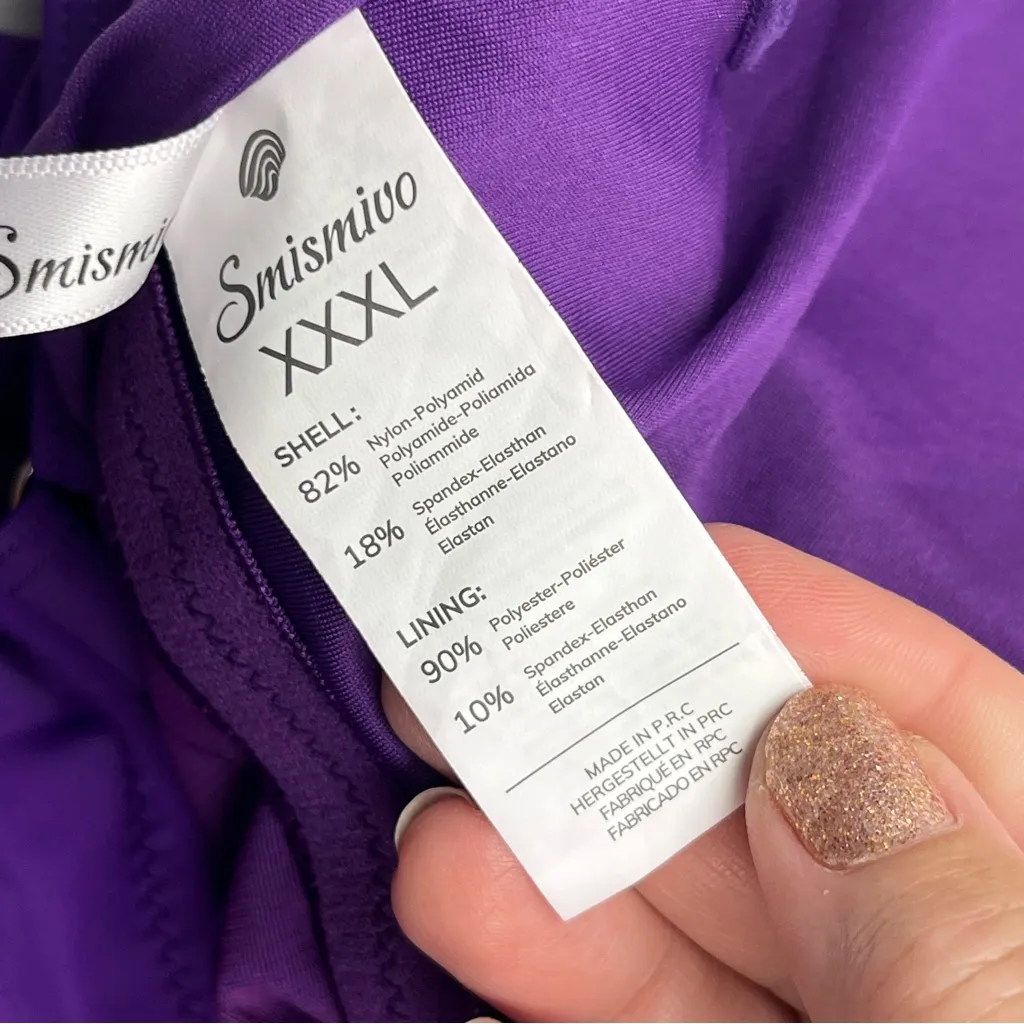 Smismi
Smismivo
XXXL
SHELL:
82% Nylon-Polyamid
Polyamide-Poliamida
Poliammide
18% Spandex-Elasthan
Élasthanne-Elastano
Elastan
LINING:
90% Polyester-Poliéster
Poliestere
10% Spandex-Elasthan
Élasthanne-Elastano
Elastan
MADE IN P.R.C
HERGESTELLT IN PRC
FABRIQUÉ EN RPC
FABRICADO EN RPC